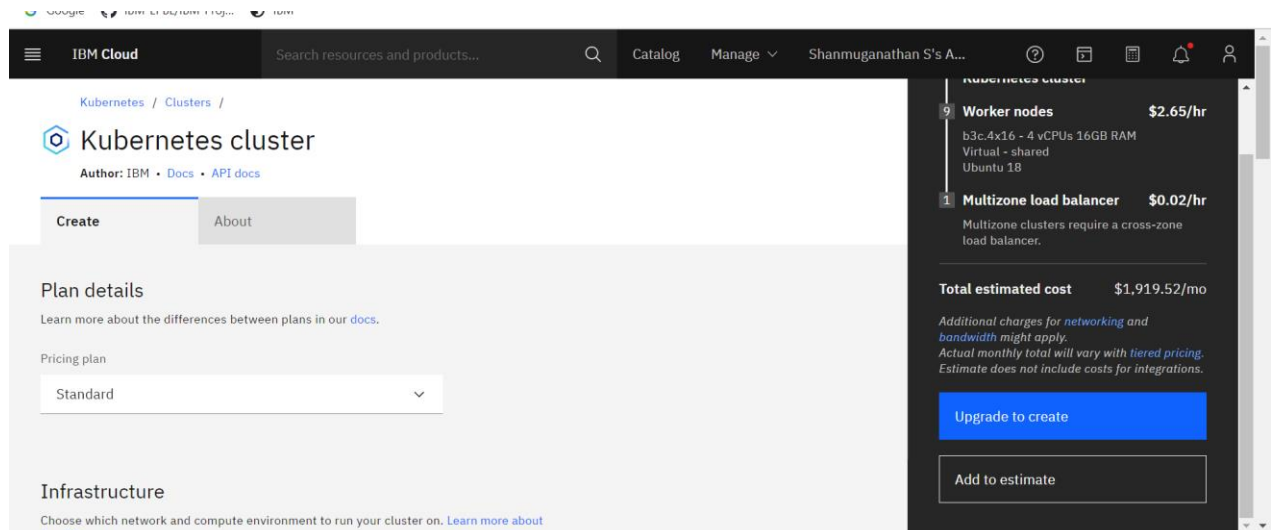 Google
IBM
IBM Cloud
Search resources and products...
Catalog
Manage
Shanmuganathan S's A...
Kubernetes / Clusters /
Kubernetes cluster
Author: IBM • Docs • API docs
Create
About
Plan details
Learn more about the differences between plans in our docs.
Pricing plan
Standard
Infrastructure
Choose which network and compute environment to run your cluster on. Learn more about
Kubernetes cluster
9 Worker nodes $2.65/hr
b3c.4x16 - 4 vCPUs 16GB RAM
Virtual - shared
Ubuntu 18
1 Multizone load balancer $0.02/hr
Multizone clusters require a cross-zone
load balancer.
Total estimated cost $1,919.52/mo
Additional charges for networking and
bandwidth might apply.
Actual monthly total will vary with tiered pricing.
Estimate does not include costs for integrations.
Upgrade to create
Add to estimate